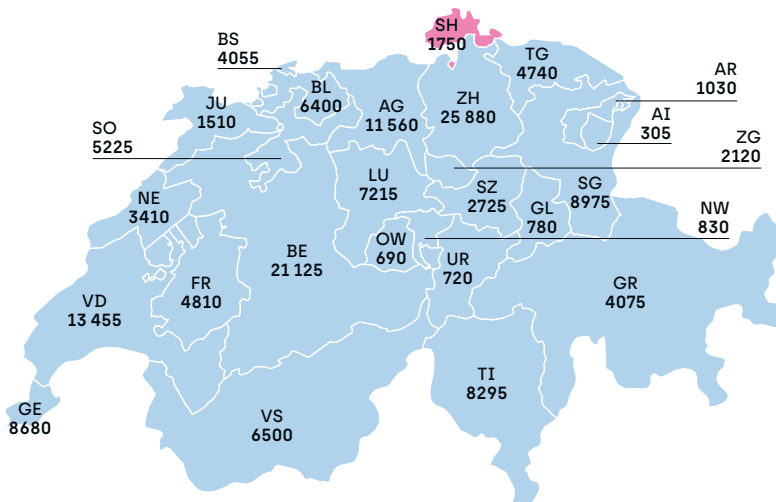 SH
1750
BS
4055
TG
4740
AR
1030
BL
6400
JU
1510
AG
11 560
ZH
25 880
AI
305
SO
5225
ZG
2120
LU
7215
SZ
2725
SG
8975
NE
3410
GL
780
NW
830
OW
690
BE
21 125
UR
720
FR
4810
GR
4075
VD
13 455
TI
8295
GE
8680
VS
6500